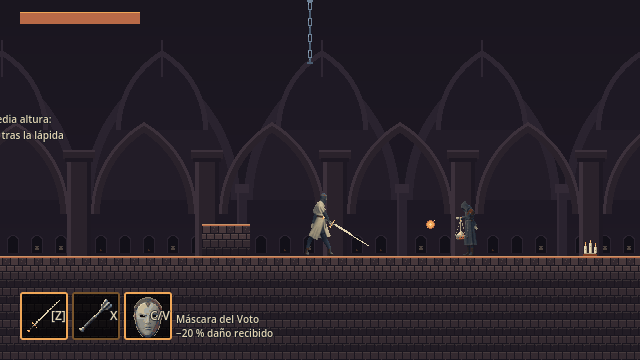 edia altura:
tras la lápida
[Z]
X
C/V
Máscara del Voto
−20 % daño recibido